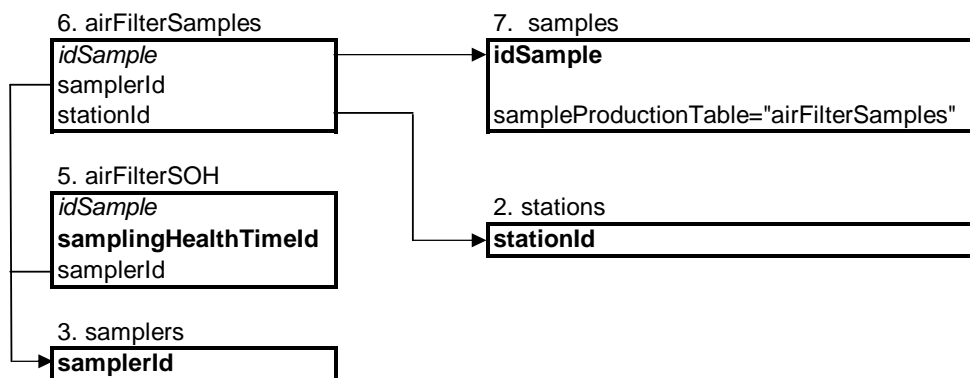 6. airFilterSamples
idSample
samplerId
stationId
7. samples
idSample
sampleProductionTable="airFilterSamples"
5. airFilterSOH
idSample
samplingHealthTimeId
samplerId
2. stations
stationId
3. samplers
samplerId